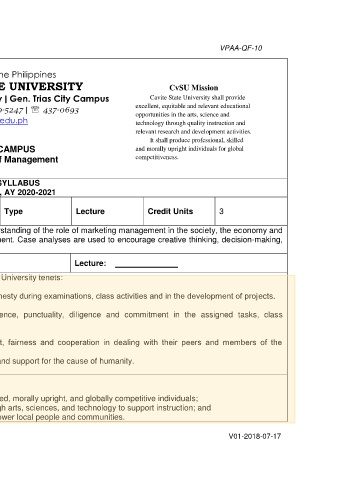 VPAA-QF-10
he Philippines
E UNIVERSITY
y | Gen. Trias City Campus
-5247 | ☏ 437-0693
edu.ph
CvSU Mission
Cavite State University shall provide
excellent, equitable and relevant educational
opportunities in the arts, science and
technology through quality instruction and
relevant research and development activities.
It shall produce professional, skilled
and morally upright individuals for global
competitiveness.
CAMPUS
f Management
SYLLABUS
, AY 2020-2021
Type Lecture Credit Units 3
rstanding of the role of marketing management in the society, the economy and
ment. Case analyses are used to encourage creative thinking, decision-making,
Lecture: ________
University tenets:
nesty during examinations, class activities and in the development of projects.
ence, punctuality, diligence and commitment in the assigned tasks, class
t, fairness and cooperation in dealing with their peers and members of the
and support for the cause of humanity.
ed, morally upright, and globally competitive individuals;
gh arts, sciences, and technology to support instruction; and
ower local people and communities.
V01-2018-07-17